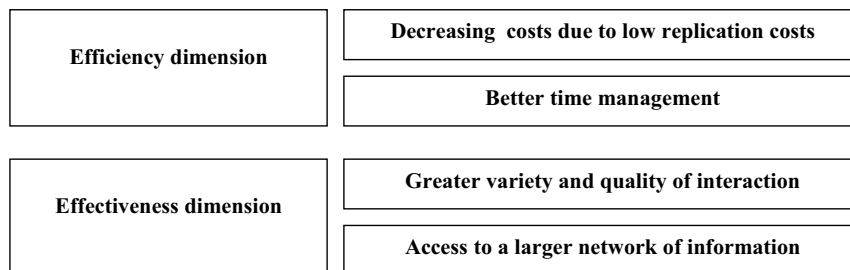 Efficiency dimension
Decreasing costs due to low replication costs
Better time management
Effectiveness dimension
Greater variety and quality of interaction
Access to a larger network of information